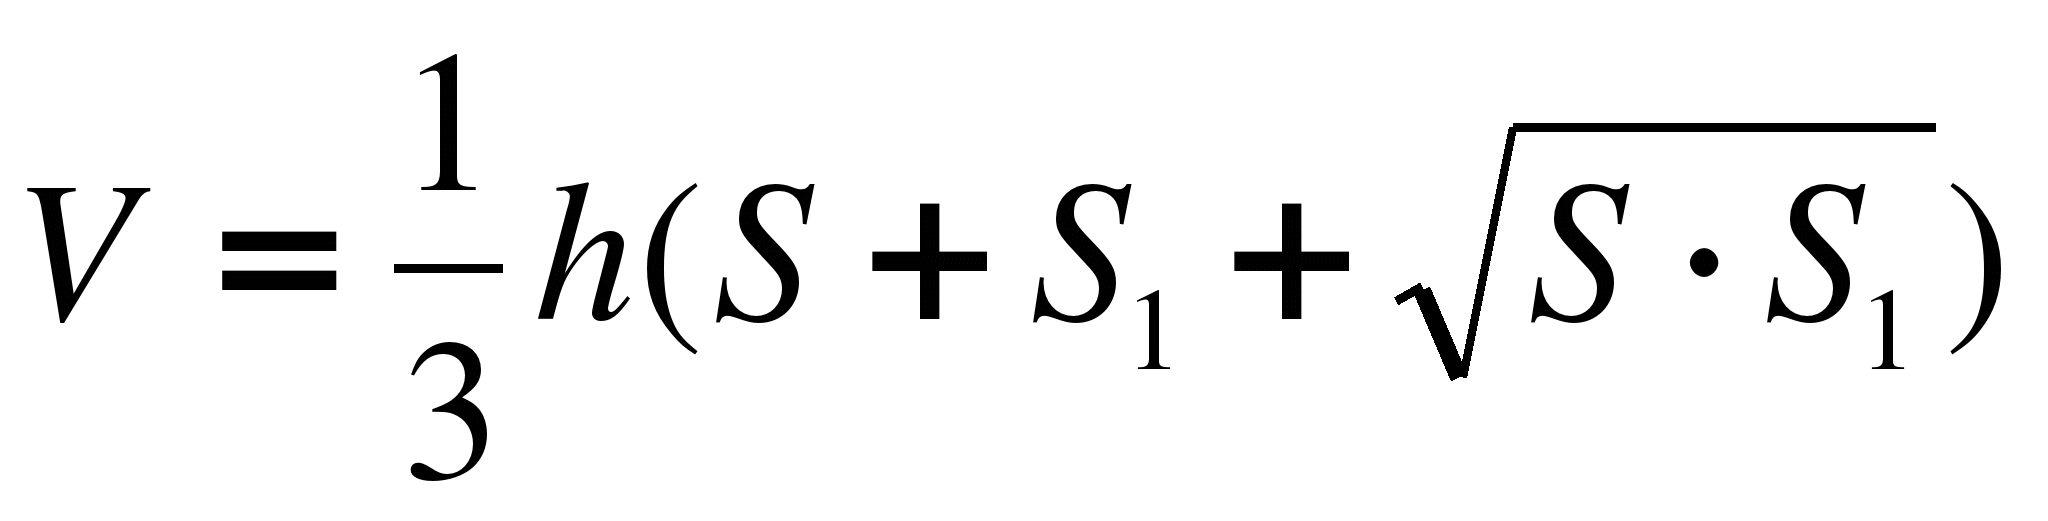 V = 1/3 h(S + S₁ + √(S · S₁))